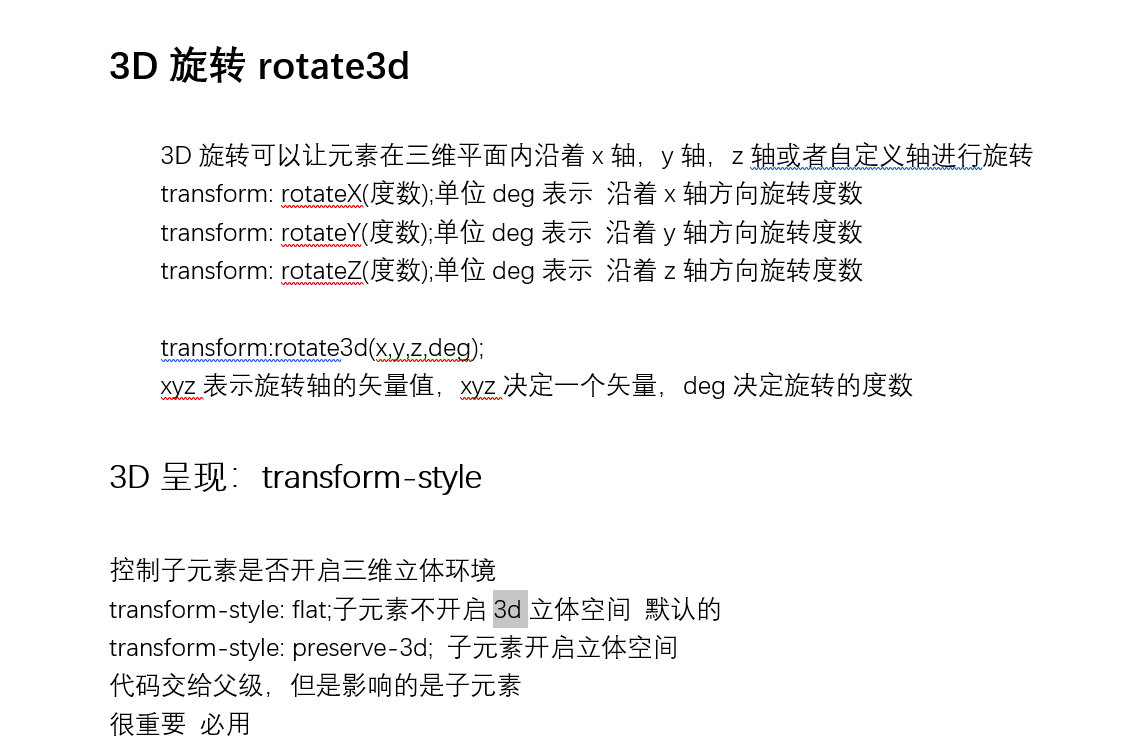 3D 旋转 rotate3d
3D 旋转可以让元素在三维平面内沿着 x 轴，y 轴，z 轴或者自定义轴进行旋转
transform: rotateX(度数);单位 deg 表示  沿着 x 轴方向旋转度数
transform: rotateY(度数);单位 deg 表示  沿着 y 轴方向旋转度数
transform: rotateZ(度数);单位 deg 表示  沿着 z 轴方向旋转度数
transform:rotate3d(x,y,z,deg);
xyz 表示旋转轴的矢量值，xyz 决定一个矢量，deg 决定旋转的度数
3D 呈现：transform-style
控制子元素是否开启三维立体环境
transform-style: flat;子元素不开启 3d 立体空间  默认的
transform-style: preserve-3d;  子元素开启立体空间
代码交给父级，但是影响的是子元素
很重要  必用